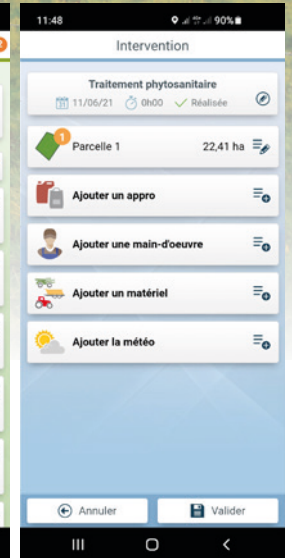 11:48 90%
Intervention
Traitement phytosanitaire
11/06/21 0h00 Réalisée
1
Parcelle 1 22,41 ha
Ajouter un appro
Ajouter une main-d'oeuvre
Ajouter un matériel
Ajouter la météo
Annuler Valider